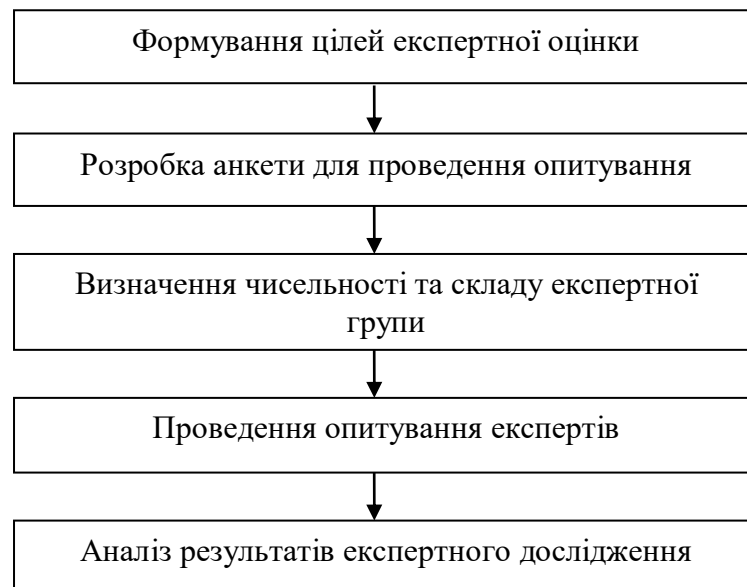 Формування цілей експертної оцінки
Розробка анкети для проведення опитування
Визначення чисельності та складу експертної
групи
Проведення опитування експертів
Аналіз результатів експертного дослідження